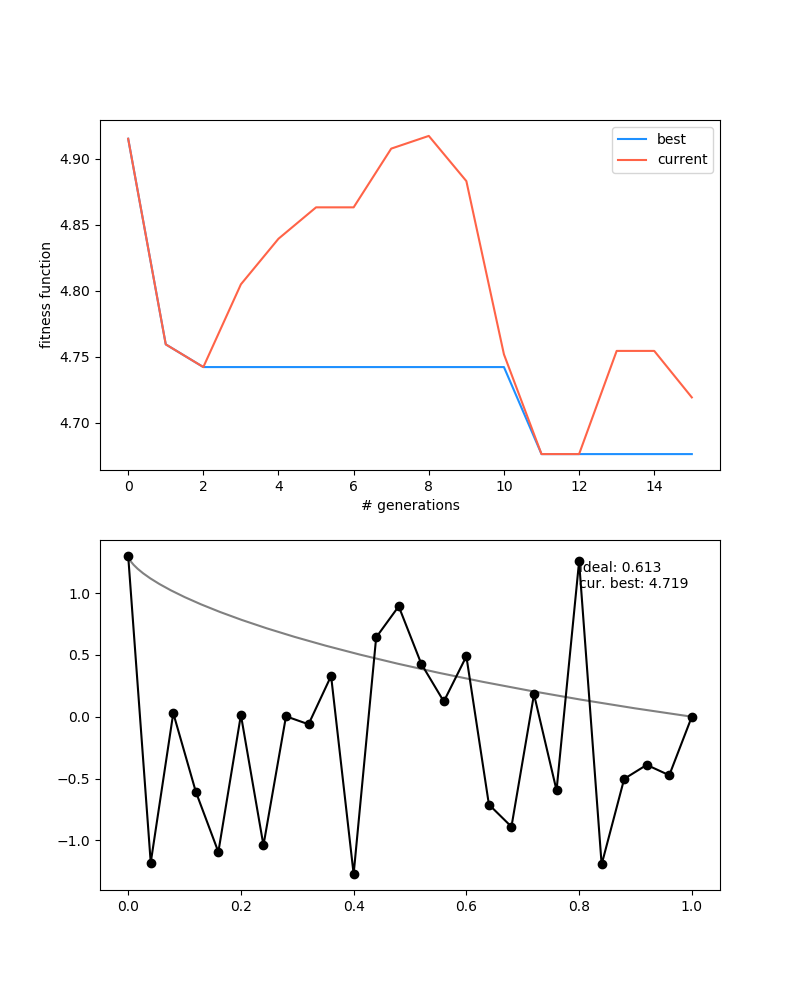 best
current
4.90
4.85
4.80
4.75
4.70
fitness function
0 2 4 6 8 10 12 14
# generations
ideal: 0.613
cur. best: 4.719
1.0
0.5
0.0
−0.5
−1.0
0.0 0.2 0.4 0.6 0.8 1.0